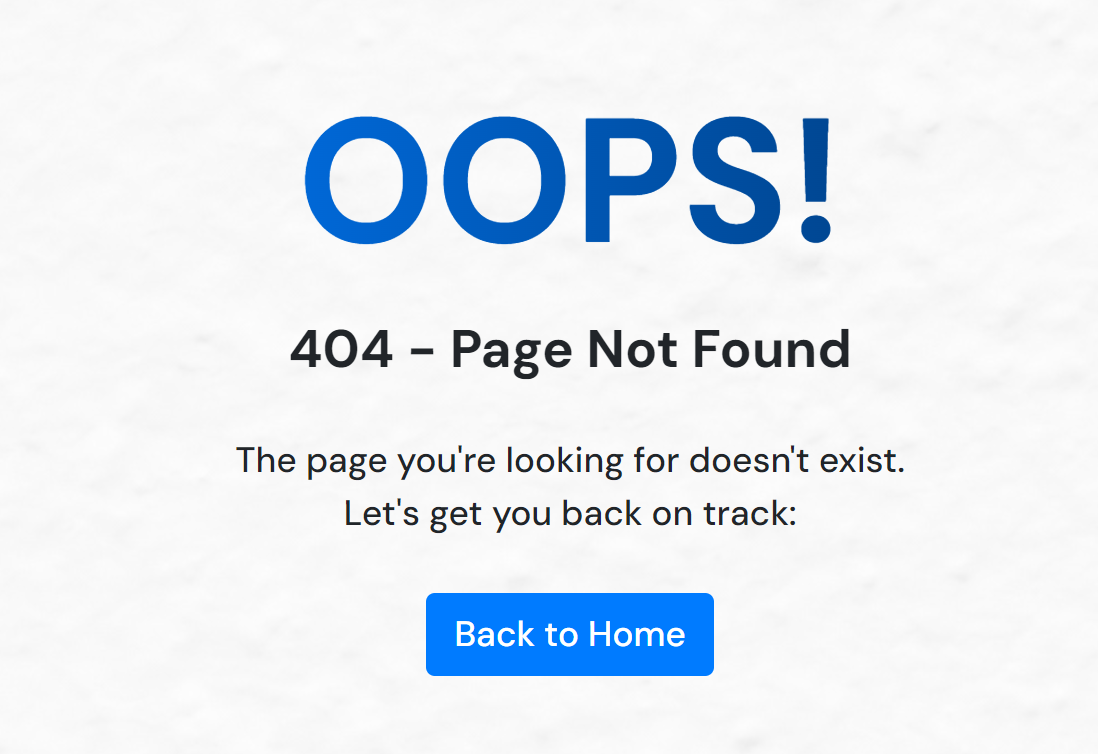 OOPS!
404 - Page Not Found
The page you're looking for doesn't exist.
Let's get you back on track:
Back to Home